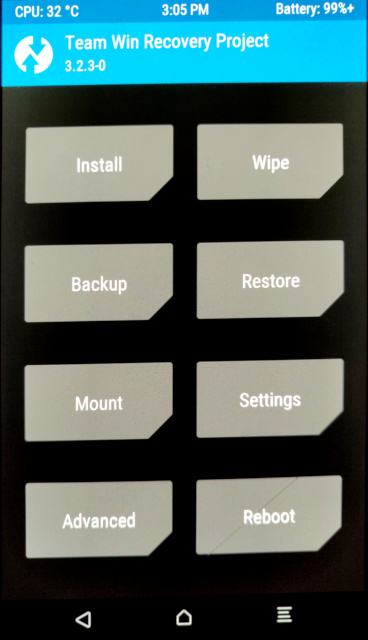 CPU: 32 °C 3:05 PM Battery: 99%+
Team Win Recovery Project
3.2.3-0
Install Wipe
Backup Restore
Mount Settings
Advanced Reboot